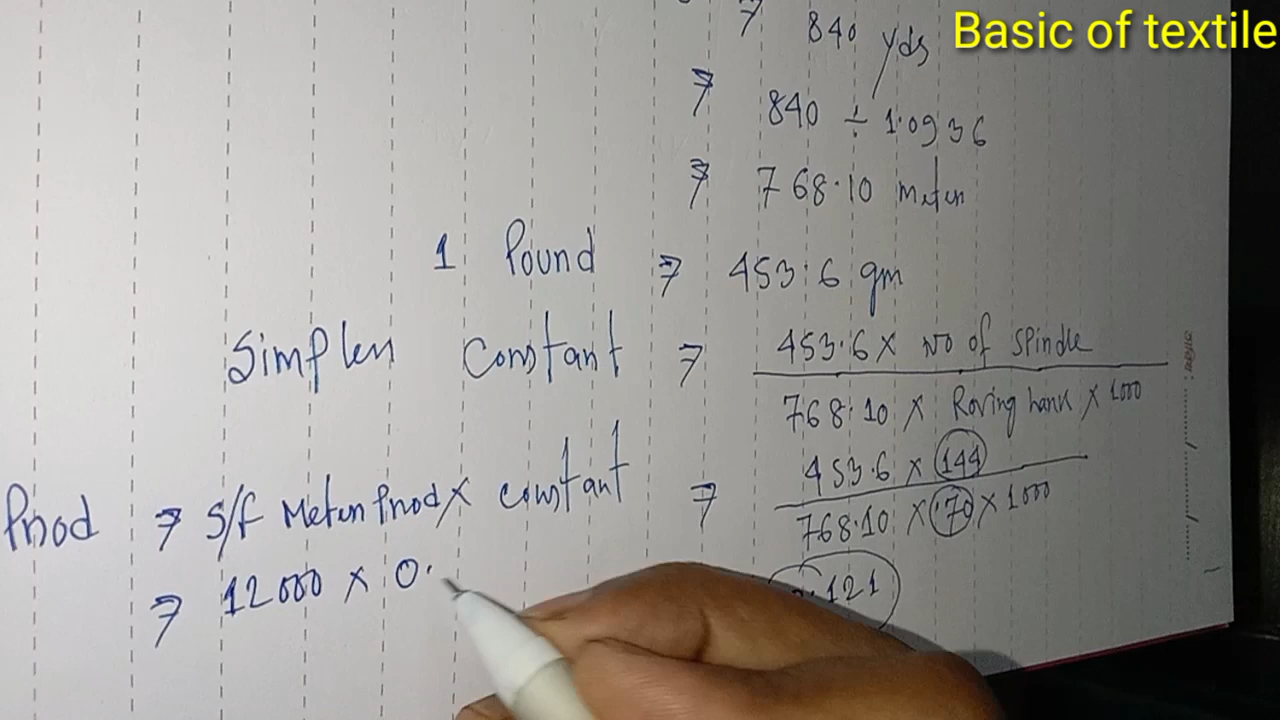 Basic of textile
⇒ 840 yds
⇒ 840 ÷ 1.0936
⇒ 768.10 meter
1 Pound ⇒ 453.6 gm
Simplex Constant ⇒ 453.6 × No of Spindle
768.10 × Roving hank × 1000
453.6 × 144
Prod ⇒ S/f Meter Prod × Constant ⇒ 768.10 × .70 × 1000
⇒ 12000 × 0.
.121